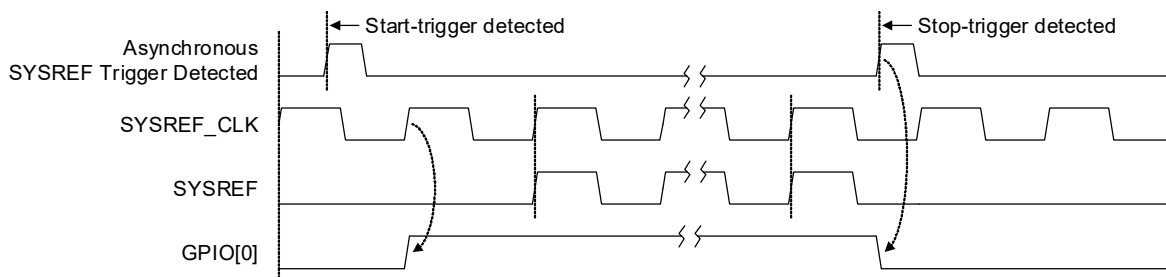 Start-trigger detected
Stop-trigger detected
Asynchronous
SYSREF Trigger Detected
SYSREF_CLK
SYSREF
GPIO[0]